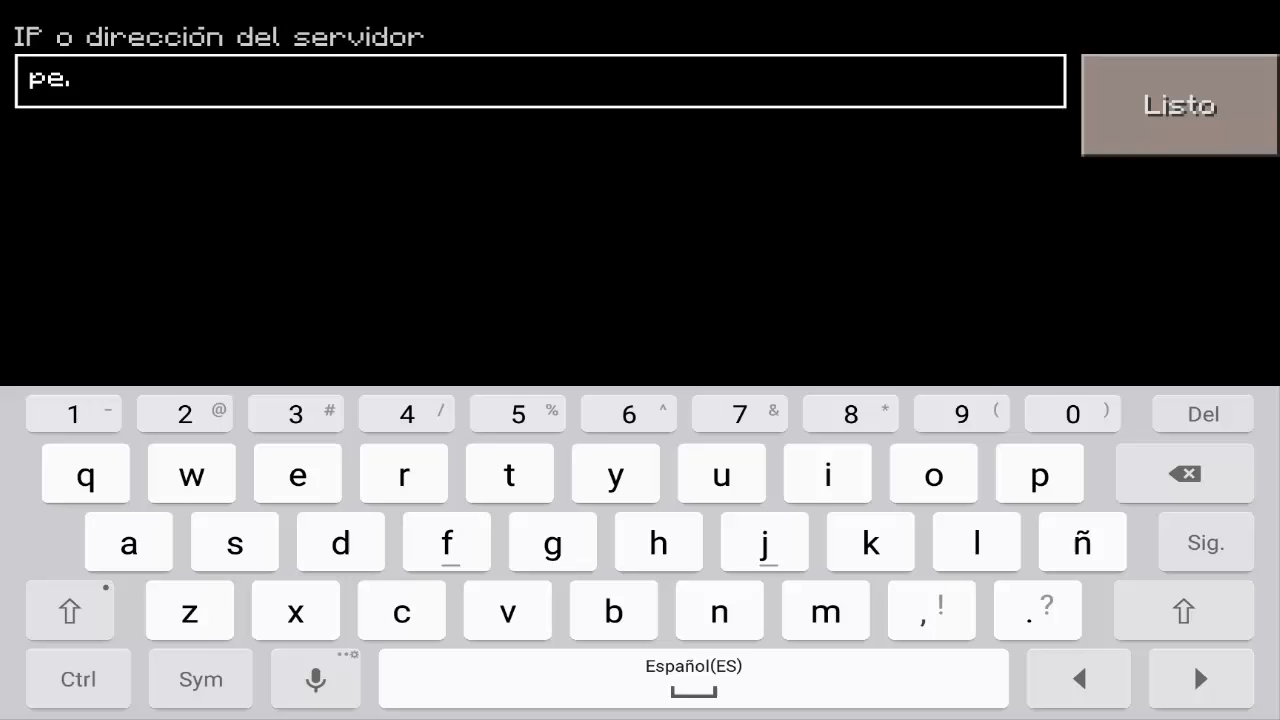 IP o dirección del servidor
pe.
Listo
1 - 2 @ 3 # 4 / 5 % 6 ^ 7 & 8 * 9 ( 0 ) Del
q w e r t y u i o p
a s d f g h j k l ñ Sig.
z x c v b n m , ! . ?
Ctrl Sym Español(ES)